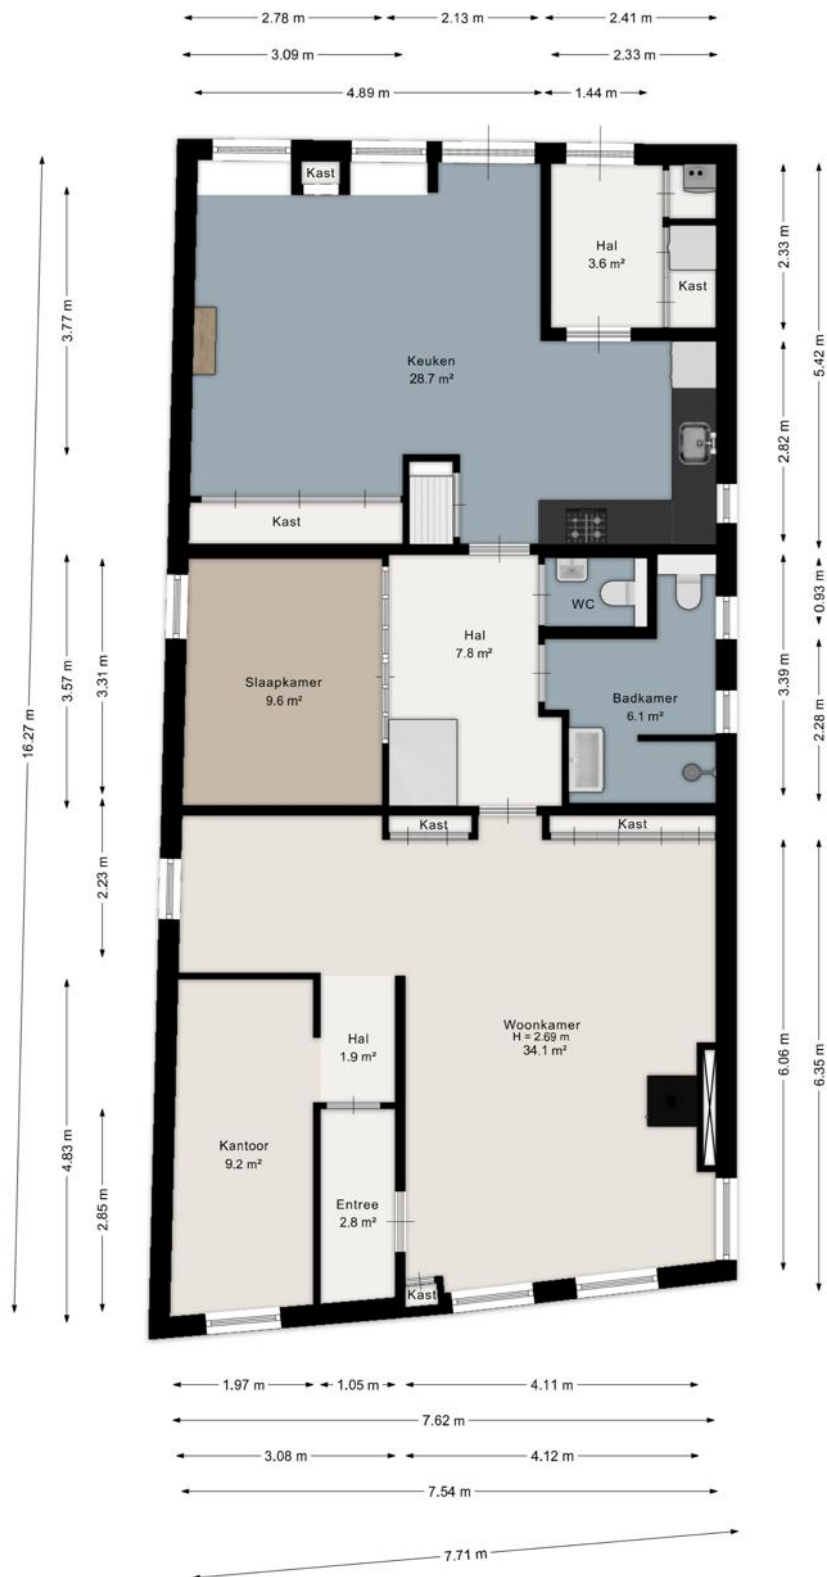 2.78 m
2.13 m
2.41 m
3.09 m
2.33 m
4.89 m
1.44 m
Kast
Hal
3.6 m²
Kast
Keuken
28.7 m²
Kast
3.77 m
2.33 m
5.42 m
2.82 m
WC
Hal
7.8 m²
Slaapkamer
9.6 m²
Badkamer
6.1 m²
16.27 m
3.57 m
3.31 m
0.93 m
3.39 m
2.28 m
Kast
Kast
2.23 m
Woonkamer
H = 2.69 m
34.1 m²
Hal
1.9 m²
Kantoor
9.2 m²
Entree
2.8 m²
Kast
4.83 m
2.85 m
6.06 m
6.35 m
1.97 m
1.05 m
4.11 m
7.62 m
3.08 m
4.12 m
7.54 m
7.71 m